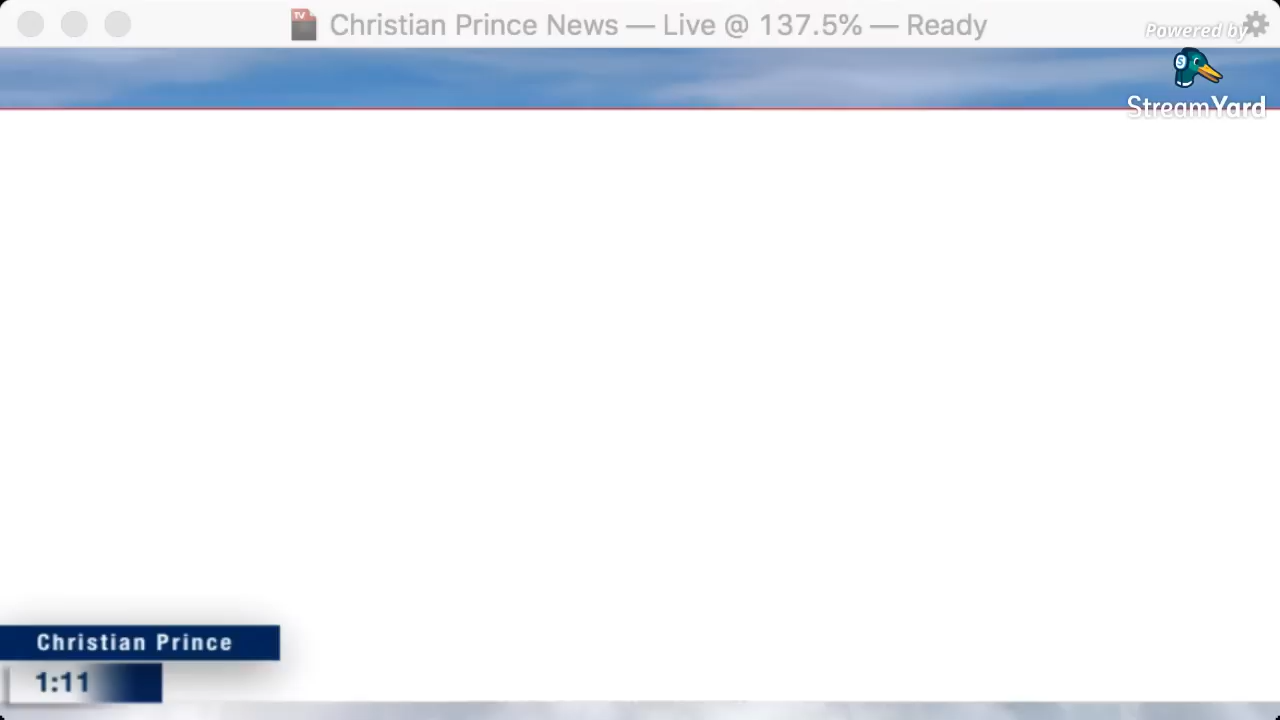 Christian Prince News — Live @ 137.5% — Ready
Powered by
StreamYard
Christian Prince
1:11